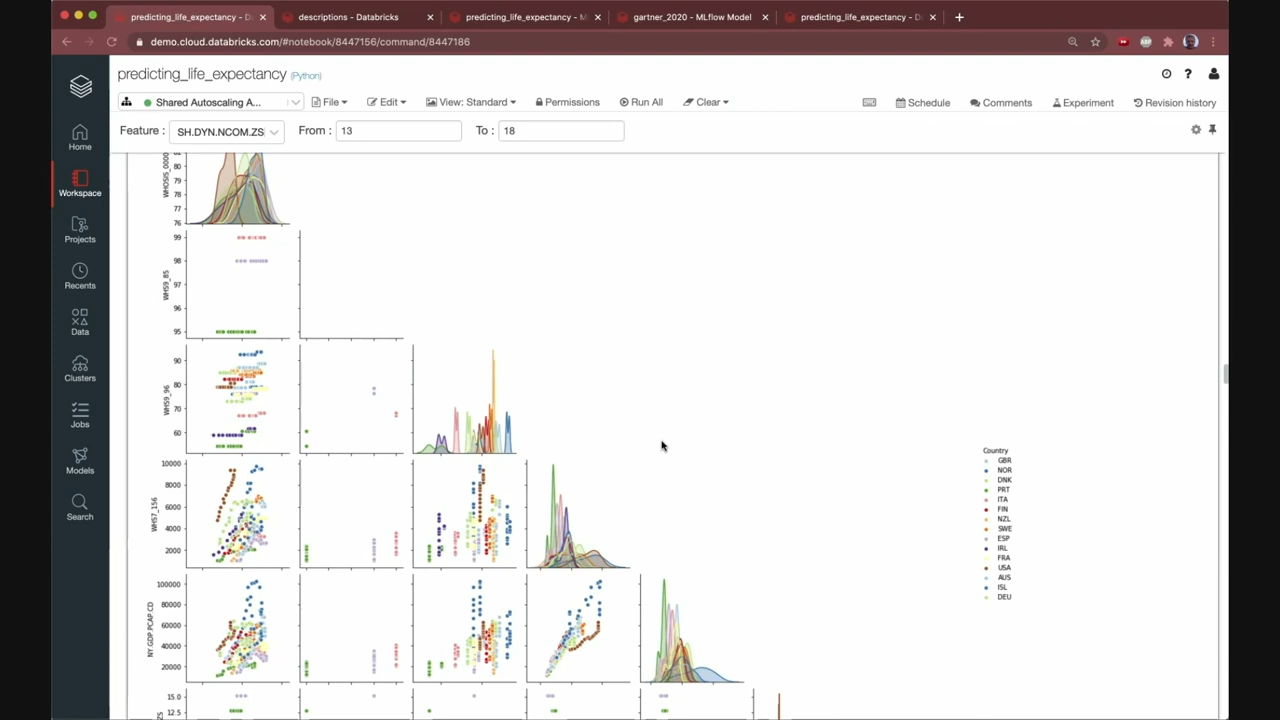 predicting_life_expectancy - Da
descriptions - Databricks
predicting_life_expectancy - M
gartner_2020 - MLflow Model
predicting_life_expectancy - Da
demo.cloud.databricks.com/#notebook/8447156/command/8447186
ABP
predicting_life_expectancy (Python)
Shared Autoscaling A...
File
Edit
View: Standard
Permissions
Run All
Clear
Schedule
Comments
Experiment
Revision history
Feature :
SH.DYN.NCOM.ZS
From :
13
To :
18
Home
Workspace
Projects
Recents
Data
Clusters
Jobs
Models
Search
WHOSIS_0000
80
79
78
77
76
WHS9_85
99
98
97
96
95
WHS9_96
90
80
70
60
WHS7_156
10000
8000
6000
4000
2000
NY.GDP.PCAP.CD
100000
80000
60000
40000
20000
ZS
15.0
12.5
Country
GBR
NOR
DNK
PRT
ITA
FIN
NZL
SWE
ESP
IRL
FRA
USA
AUS
ISL
DEU